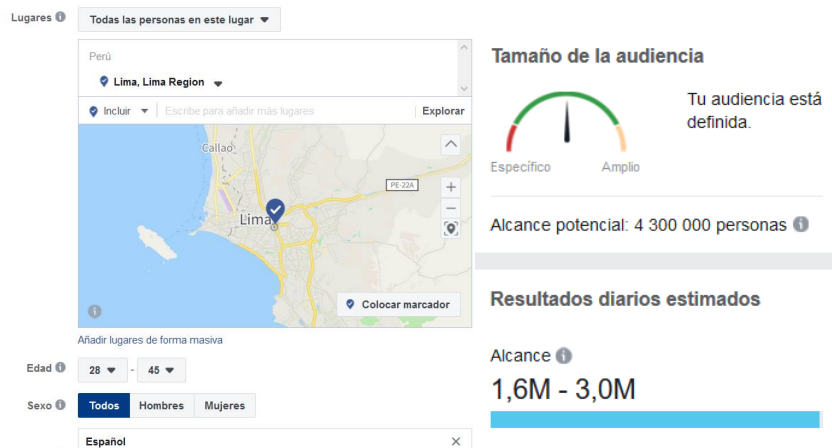 Lugares
Todas las personas en este lugar
Perú
Lima, Lima Region
Incluir
Escribe para añadir más lugares
Explorar
Callao
PE-22A
Lima
Colocar marcador
Añadir lugares de forma masiva
Edad 28 - 45
Sexo Todos Hombres Mujeres
Español
Tamaño de la audiencia
Tu audiencia está
definida.
Específico Amplio
Alcance potencial: 4 300 000 personas
Resultados diarios estimados
Alcance
1,6M - 3,0M